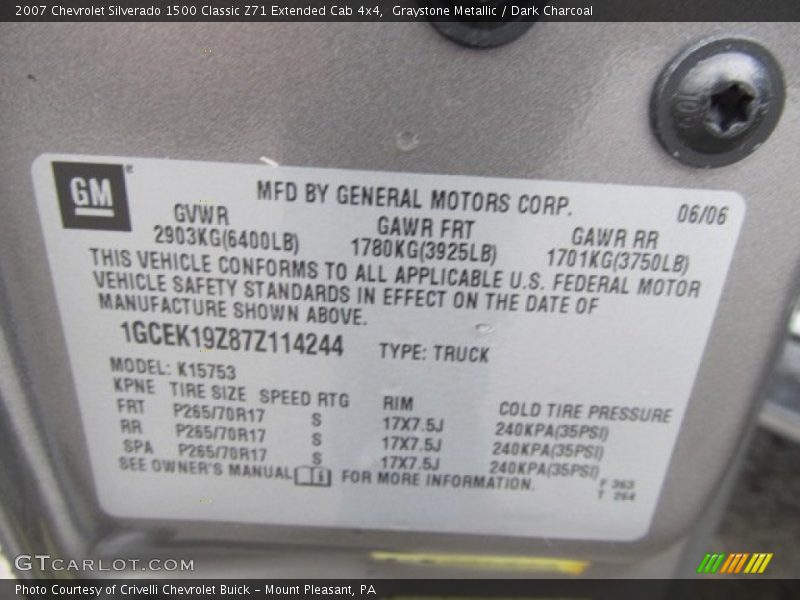 2007 Chevrolet Silverado 1500 Classic Z71 Extended Cab 4x4, Graystone Metallic / Dark Charcoal
GM
MFD BY GENERAL MOTORS CORP. 06/06
GVWR GAWR FRT GAWR RR
2903KG(6400LB) 1780KG(3925LB) 1701KG(3750LB)
THIS VEHICLE CONFORMS TO ALL APPLICABLE U.S. FEDERAL MOTOR
VEHICLE SAFETY STANDARDS IN EFFECT ON THE DATE OF
MANUFACTURE SHOWN ABOVE.
1GCEK19Z87Z114244 TYPE: TRUCK
MODEL: K15753
KPNE TIRE SIZE SPEED RTG RIM COLD TIRE PRESSURE
FRT P265/70R17 S 17X7.5J 240KPA(35PSI)
RR P265/70R17 S 17X7.5J 240KPA(35PSI)
SPA P265/70R17 S 17X7.5J 240KPA(35PSI)
SEE OWNER'S MANUAL FOR MORE INFORMATION.
F 363
T 264
GTCARLOT.COM
Photo Courtesy of Crivelli Chevrolet Buick - Mount Pleasant, PA